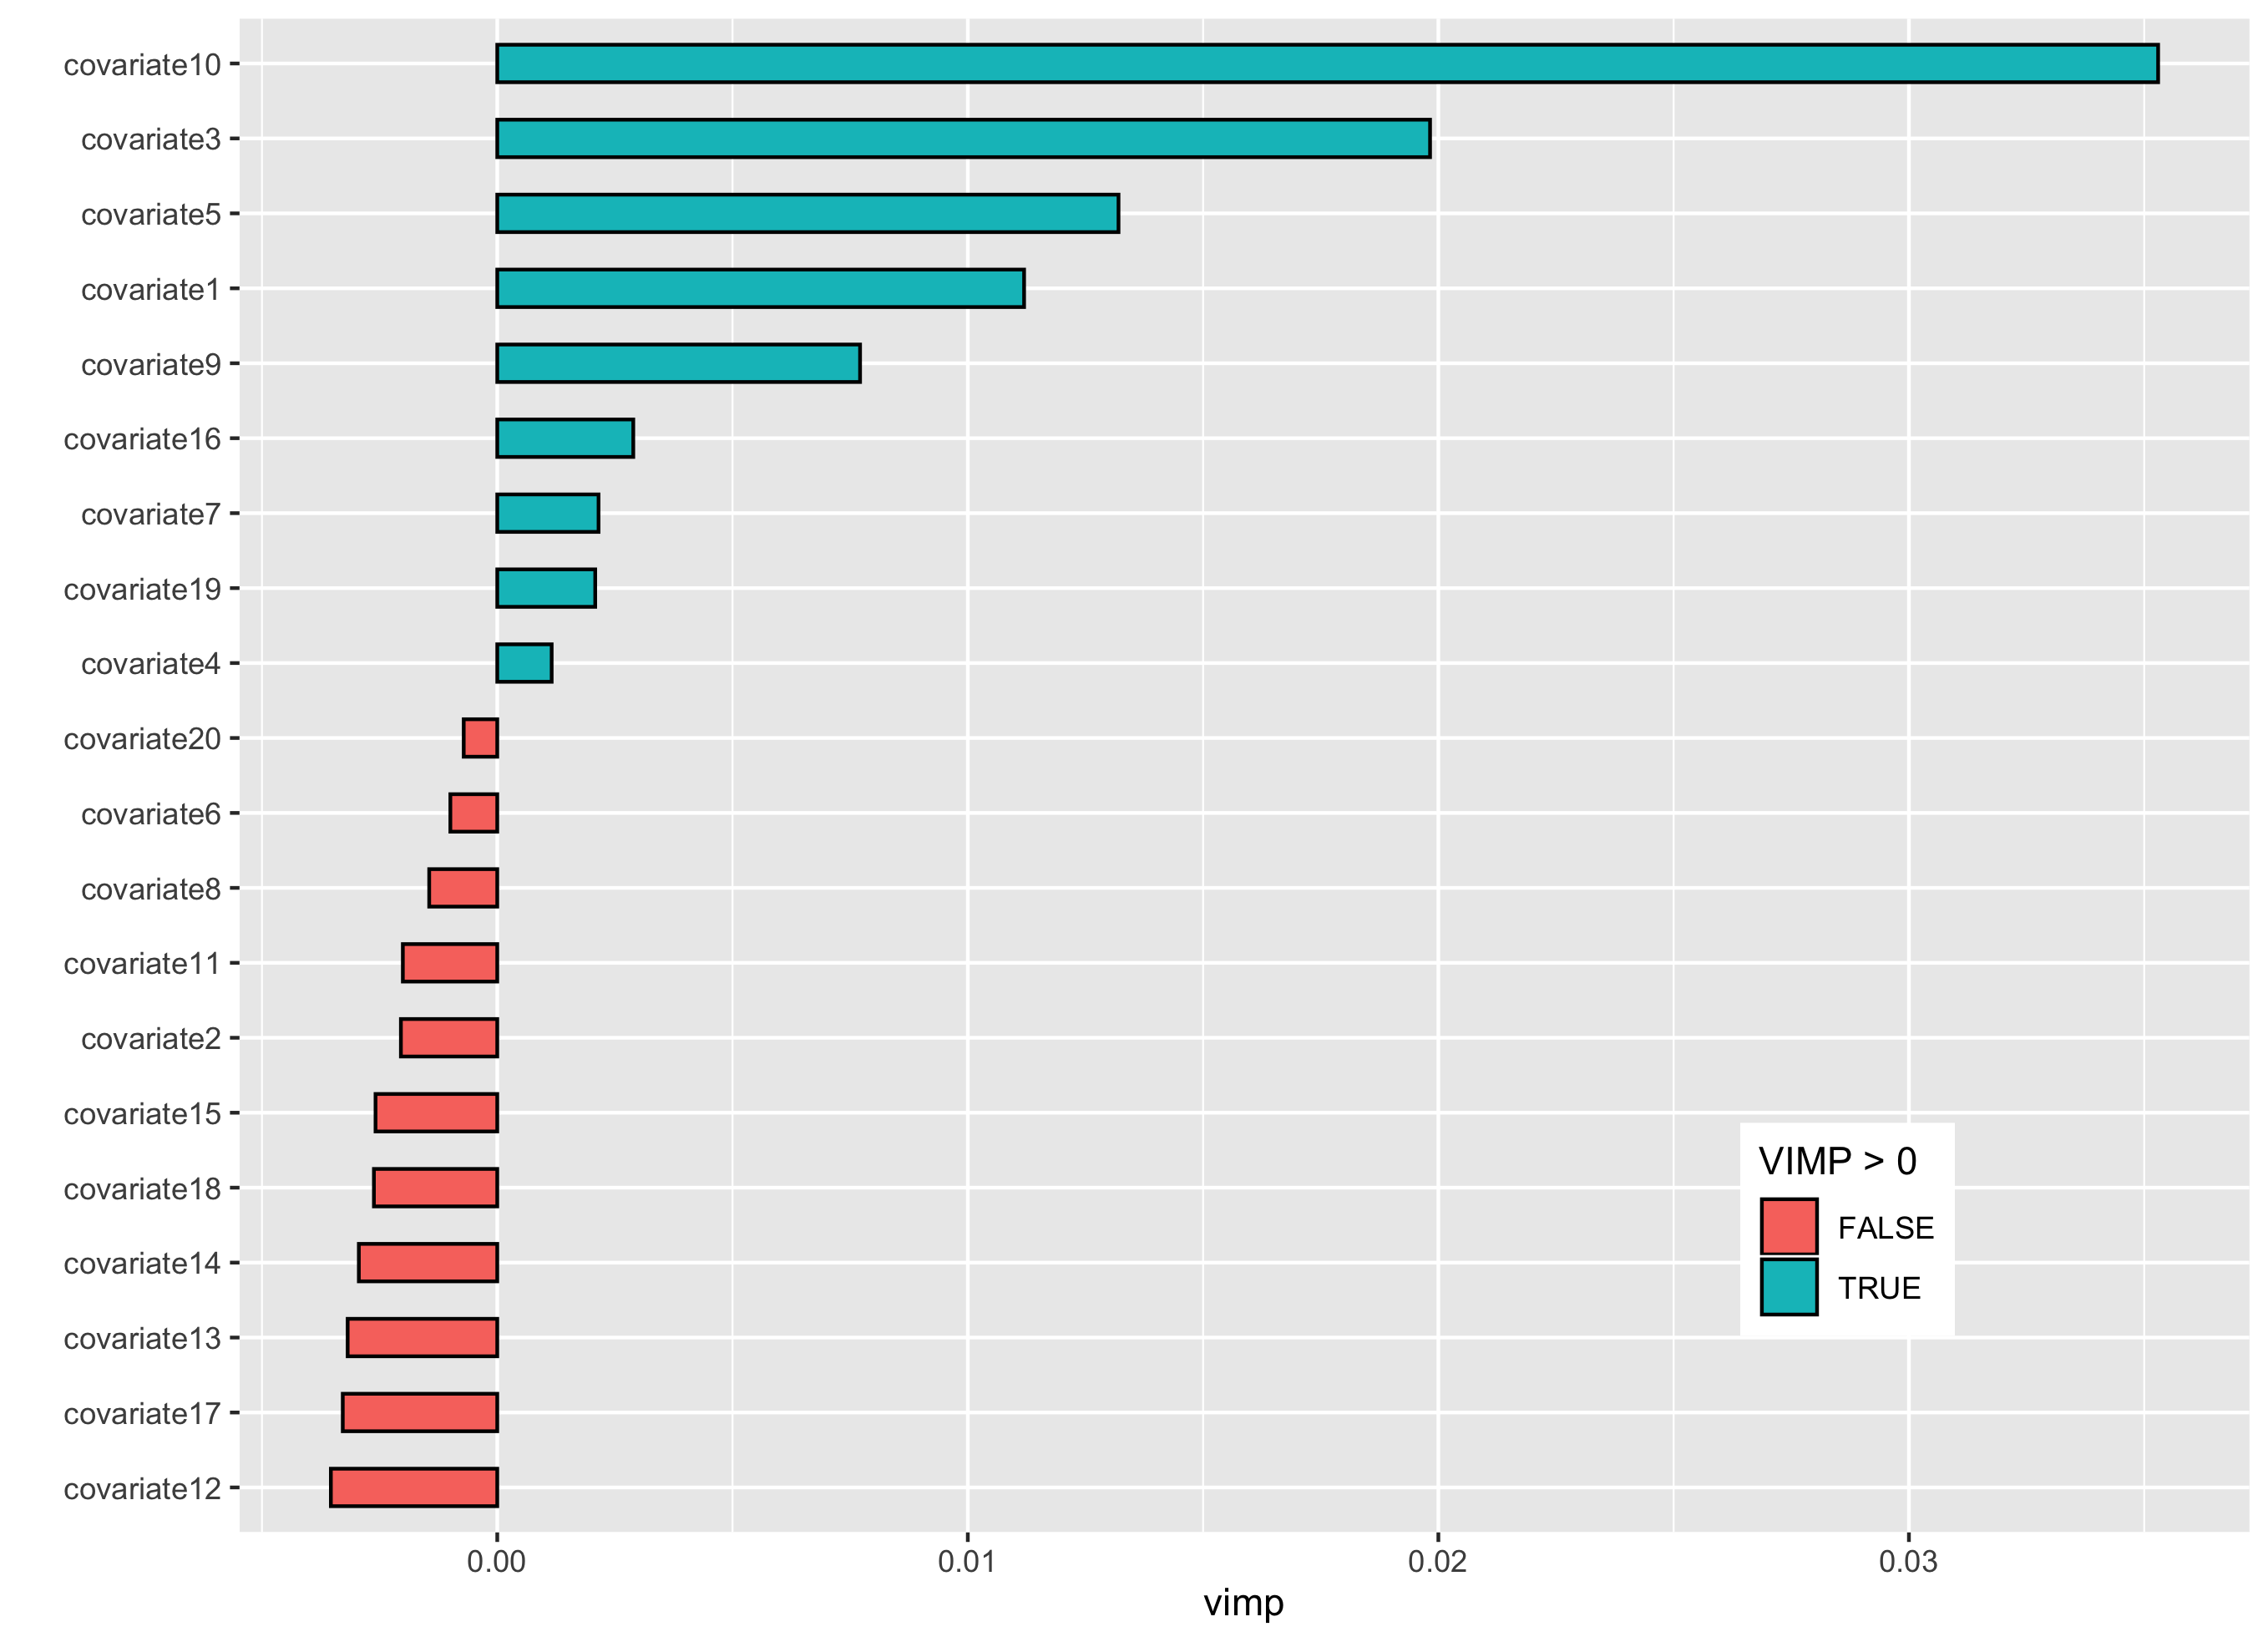 covariate10
covariate3
covariate5
covariate1
covariate9
covariate16
covariate7
covariate19
covariate4
covariate20
covariate6
covariate8
covariate11
covariate2
covariate15
covariate18
covariate14
covariate13
covariate17
covariate12
VIMP > 0
FALSE
TRUE
0.00 0.01 0.02 0.03
vimp